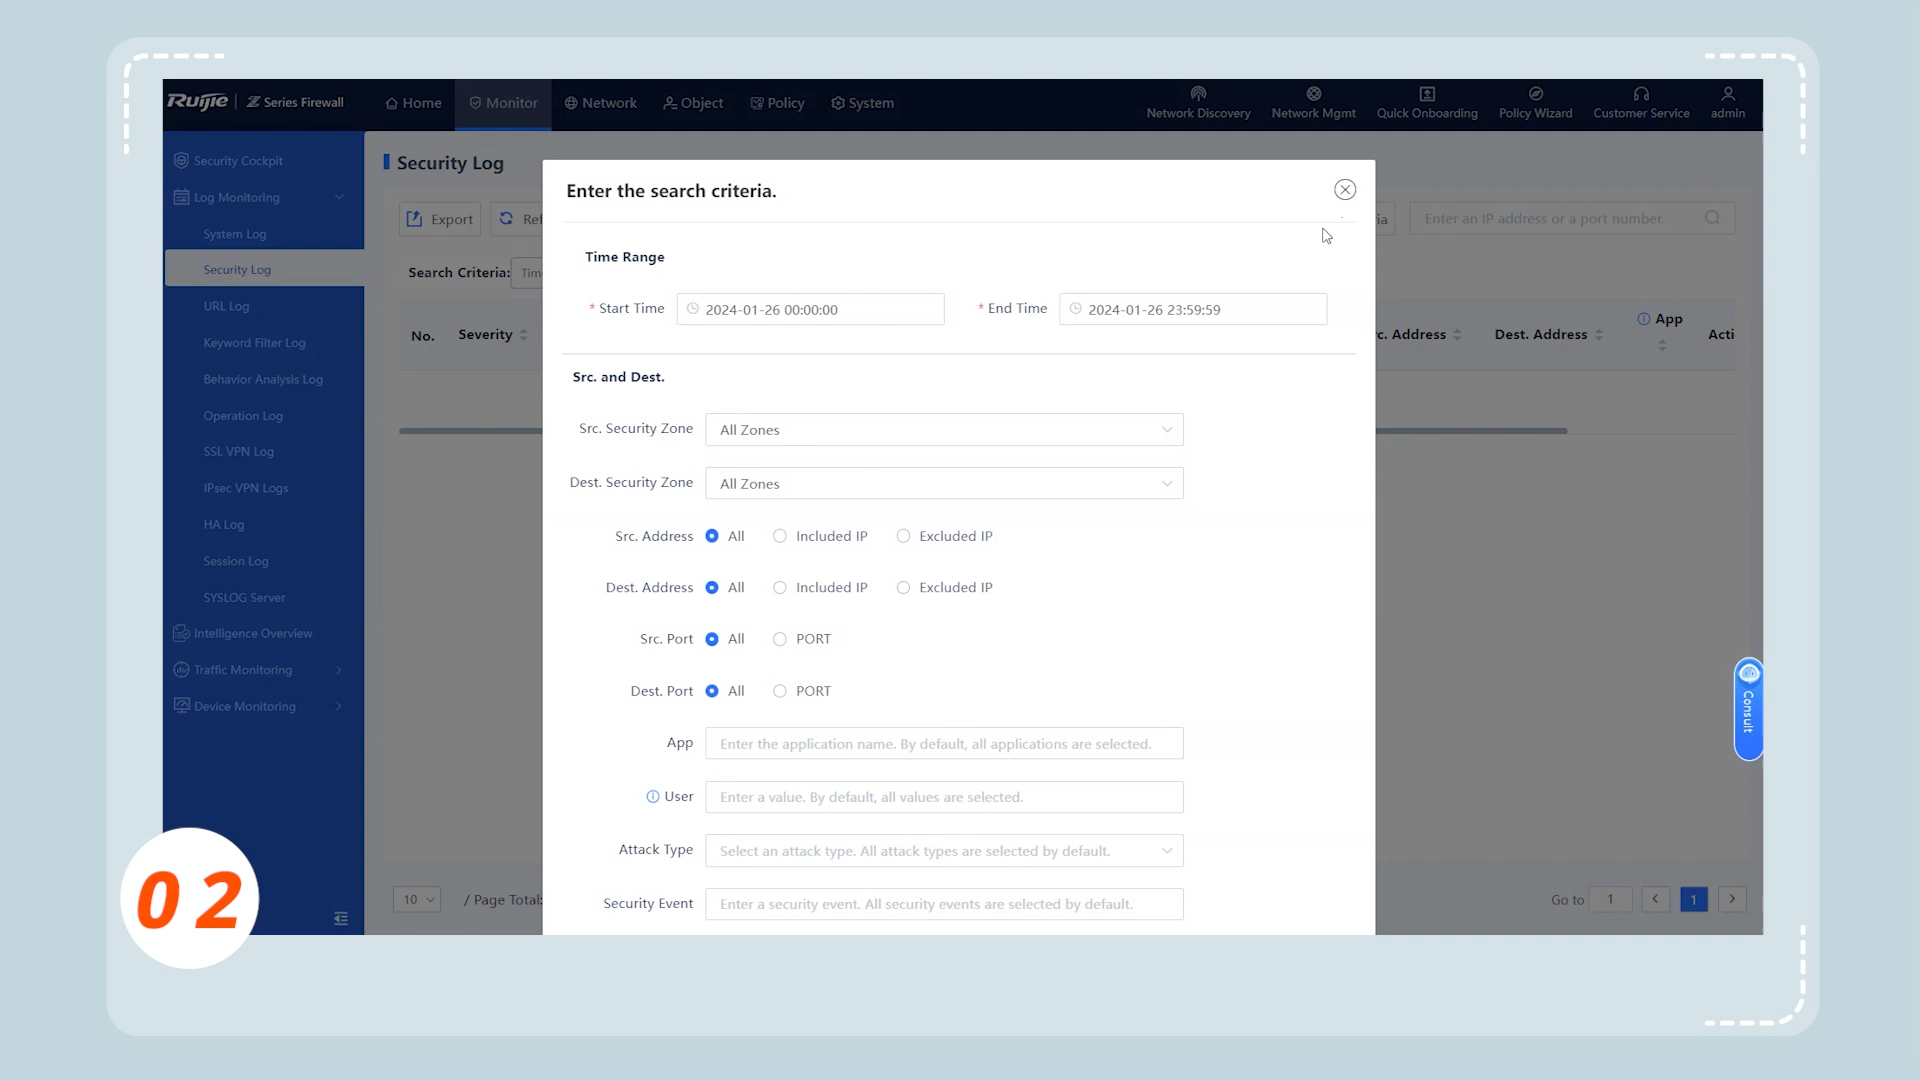 Ruijie | Z Series Firewall
Home
Monitor
Network
Object
Policy
System
Network Discovery
Network Mgmt
Quick Onboarding
Policy Wizard
Customer Service
admin
Security Cockpit
Log Monitoring
System Log
Security Log
URL Log
Keyword Filter Log
Behavior Analysis Log
Operation Log
SSL VPN Log
IPsec VPN Logs
HA Log
Session Log
SYSLOG Server
Intelligence Overview
Traffic Monitoring
Device Monitoring
Security Log
Export
Ref
ia
Enter an IP address or a port number.
Search Criteria:
Tim
No.
Severity
rc. Address
Dest. Address
App
Acti
Enter the search criteria.
Time Range
* Start Time
2024-01-26 00:00:00
* End Time
2024-01-26 23:59:59
Src. and Dest.
Src. Security Zone
All Zones
Dest. Security Zone
All Zones
Src. Address
All
Included IP
Excluded IP
Dest. Address
All
Included IP
Excluded IP
Src. Port
All
PORT
Dest. Port
All
PORT
App
Enter the application name. By default, all applications are selected.
User
Enter a value. By default, all values are selected.
Attack Type
Select an attack type. All attack types are selected by default.
Security Event
Enter a security event. All security events are selected by default.
Consult
10
/ Page Total:
Go to
1
1
02